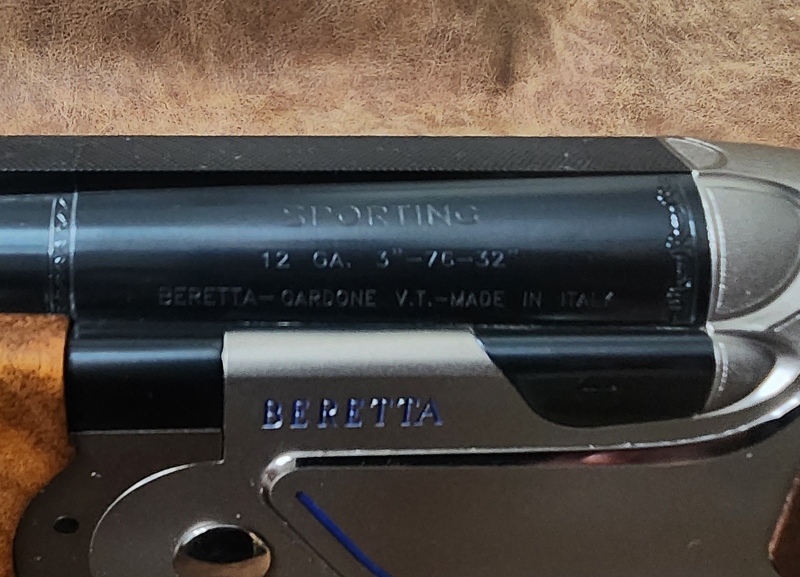 SPORTING
12 GA. 3"-76-32"
BERETTA-GARDONE V.T.-MADE IN ITALY
BERETTA